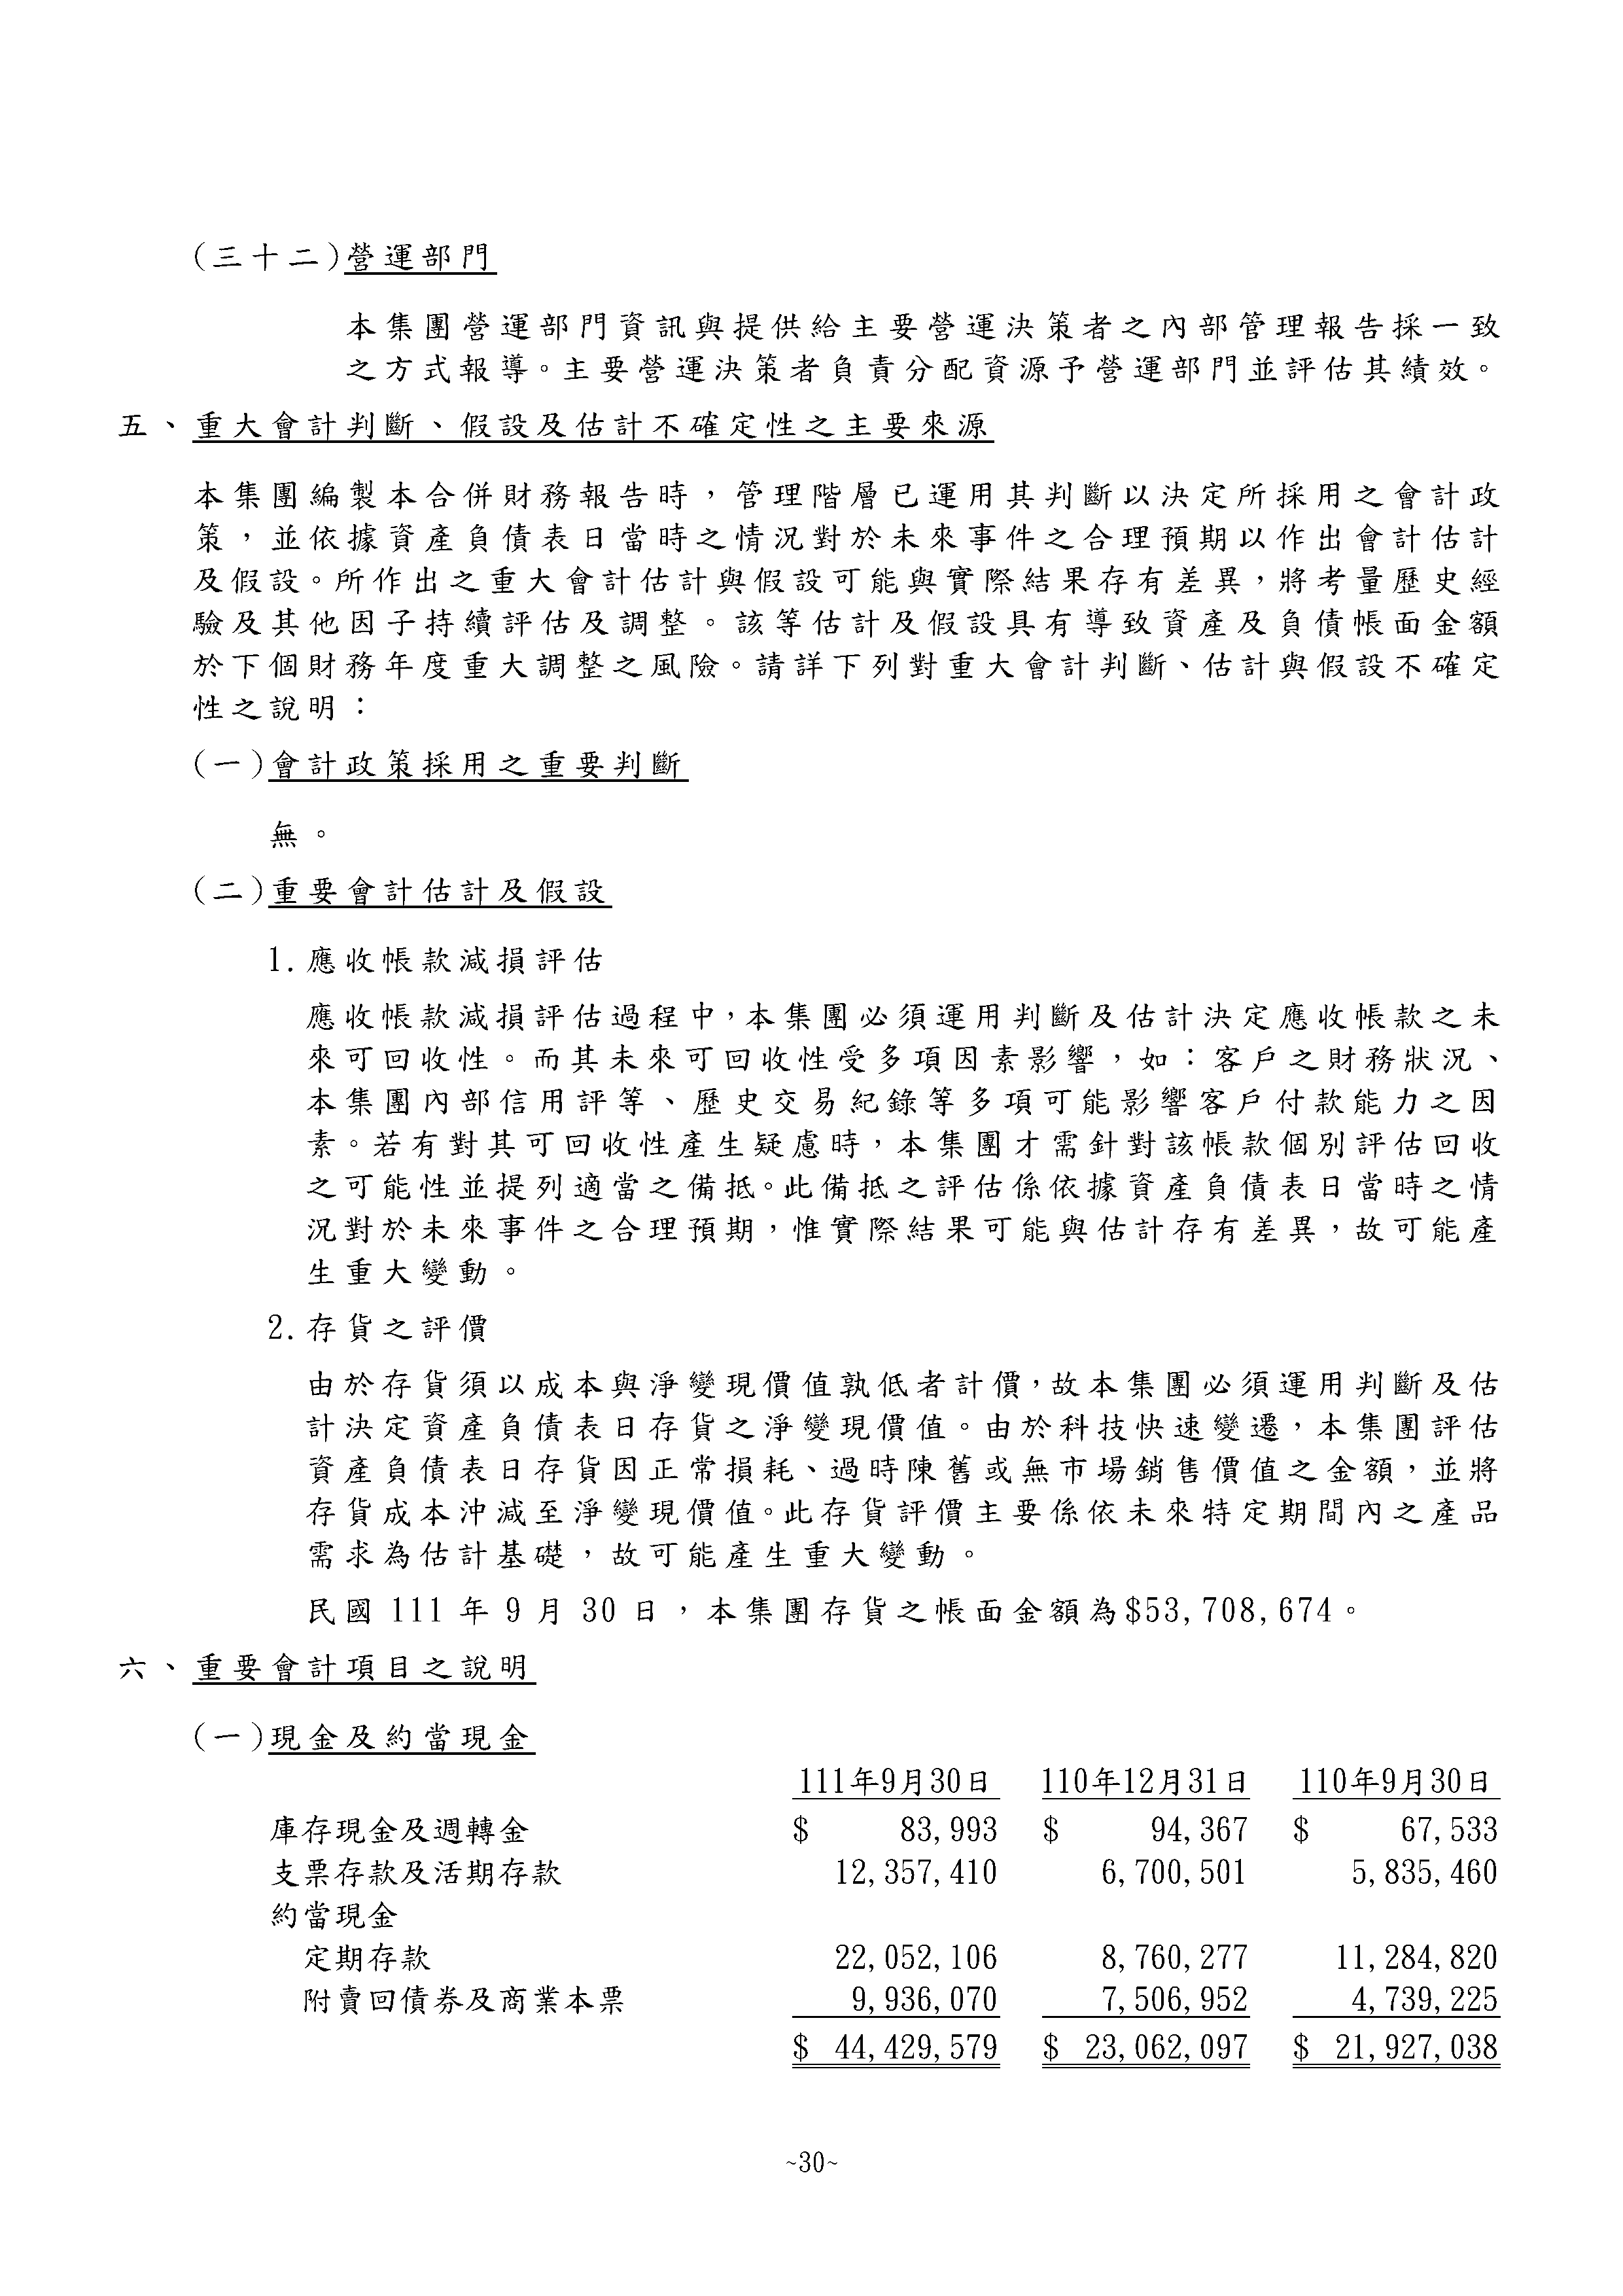 (三十二)營運部門
本集團營運部門資訊與提供給主要營運決策者之內部管理報告採一致
之方式報導。主要營運決策者負責分配資源予營運部門並評估其績效。
五、重大會計判斷、假設及估計不確定性之主要來源
本集團編製本合併財務報告時，管理階層已運用其判斷以決定所採用之會計政
策，並依據資產負債表日當時之情況對於未來事件之合理預期以作出會計估計
及假設。所作出之重大會計估計與假設可能與實際結果存有差異，將考量歷史經
驗及其他因子持續評估及調整。該等估計及假設具有導致資產及負債帳面金額
於下個財務年度重大調整之風險。請詳下列對重大會計判斷、估計與假設不確定
性之說明：
(一)會計政策採用之重要判斷
無。
(二)重要會計估計及假設
1.應收帳款減損評估
應收帳款減損評估過程中，本集團必須運用判斷及估計決定應收帳款之未
來可回收性。而其未來可回收性受多項因素影響，如：客戶之財務狀況、
本集團內部信用評等、歷史交易紀錄等多項可能影響客戶付款能力之因
素。若有對其可回收性產生疑慮時，本集團才需針對該帳款個別評估回收
之可能性並提列適當之備抵。此備抵之評估係依據資產負債表日當時之情
況對於未來事件之合理預期，惟實際結果可能與估計存有差異，故可能產
生重大變動。
2.存貨之評價
由於存貨須以成本與淨變現價值孰低者計價，故本集團必須運用判斷及估
計決定資產負債表日存貨之淨變現價值。由於科技快速變遷，本集團評估
資產負債表日存貨因正常損耗、過時陳舊或無市場銷售價值之金額，並將
存貨成本沖減至淨變現價值。此存貨評價主要係依未來特定期間內之產品
需求為估計基礎，故可能產生重大變動。
民國 111 年 9 月 30 日，本集團存貨之帳面金額為$53,708,674。
六、重要會計項目之說明
(一)現金及約當現金
111年9月30日 110年12月31日 110年9月30日
庫存現金及週轉金 $ 83,993 $ 94,367 $ 67,533
支票存款及活期存款 12,357,410 6,700,501 5,835,460
約當現金
定期存款 22,052,106 8,760,277 11,284,820
附賣回債券及商業本票 9,936,070 7,506,952 4,739,225
$ 44,429,579 $ 23,062,097 $ 21,927,038
~30~